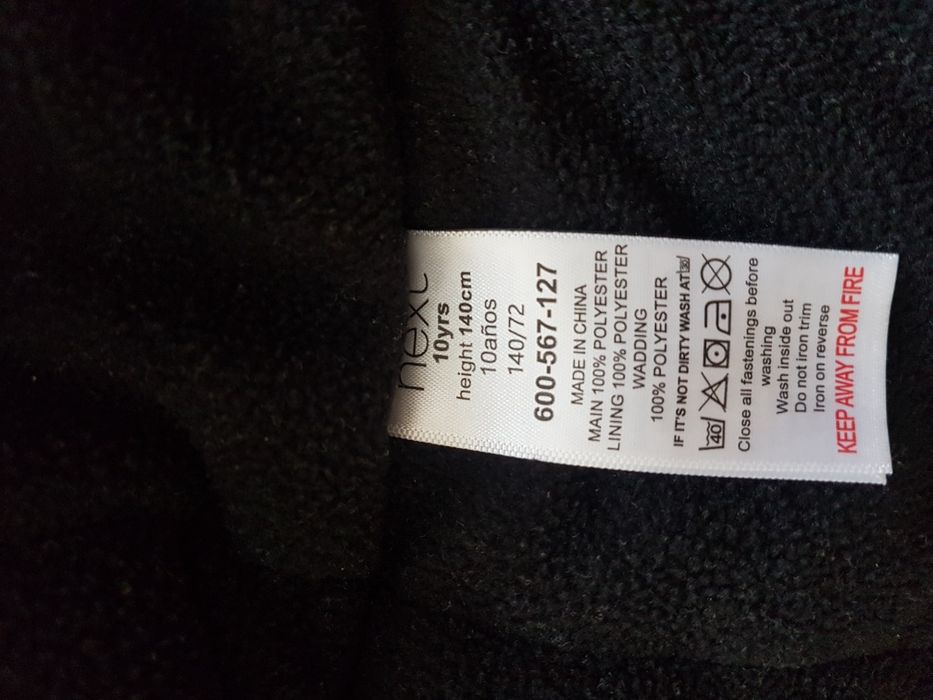 next
10yrs
height 140cm
10años
140/72
600-567-127
MADE IN CHINA
MAIN 100% POLYESTER
LINING 100% POLYESTER
WADDING
100% POLYESTER
IF IT'S NOT DIRTY WASH AT 30
40
Close all fastenings before
washing
Wash inside out
Do not iron trim
Iron on reverse
KEEP AWAY FROM FIRE